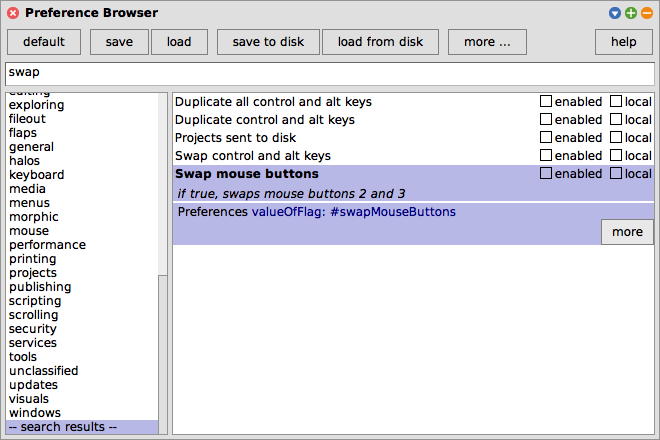 Preference Browser
default save load save to disk load from disk more ... help
swap
editing
exploring
fileout
flaps
general
halos
keyboard
media
menus
morphic
mouse
performance
printing
projects
publishing
scripting
scrolling
security
services
tools
unclassified
updates
visuals
windows
-- search results --
Duplicate all control and alt keys enabled local
Duplicate control and alt keys enabled local
Projects sent to disk enabled local
Swap control and alt keys enabled local
Swap mouse buttons enabled local
if true, swaps mouse buttons 2 and 3
Preferences valueOfFlag: #swapMouseButtons
more